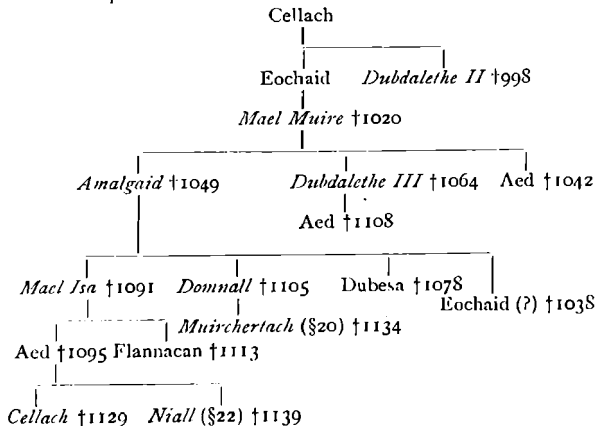 Cellach
Eochaid Dubdalethe II †998
Mael Muire †1020
Amalgaid †1049 Dubdalethe III †1064 Aed †1042
Aed †1108
Mael Isa †1091 Domnall †1105 Dubesa †1078
Eochaid (?) †1038
Muirchertach (§20) †1134
Aed †1095 Flannacan †1113
Cellach †1129 Niall (§22) †1139